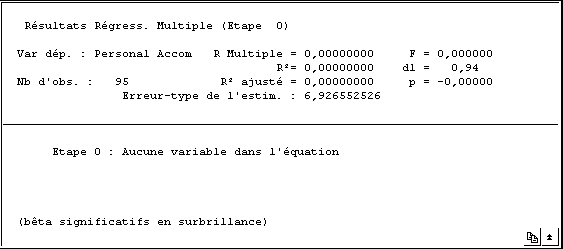 Résultats Régress. Multiple (Etape 0)
Var dép. : Personal Accom R Multiple = 0,00000000 F = 0,000000
R²= 0,00000000 dl = 0,94
Nb d'obs. : 95 R² ajusté = 0,00000000 p = -0,00000
Erreur-type de l'estim. : 6,926552526
Etape 0 : Aucune variable dans l'équation
(bêta significatifs en surbrillance)